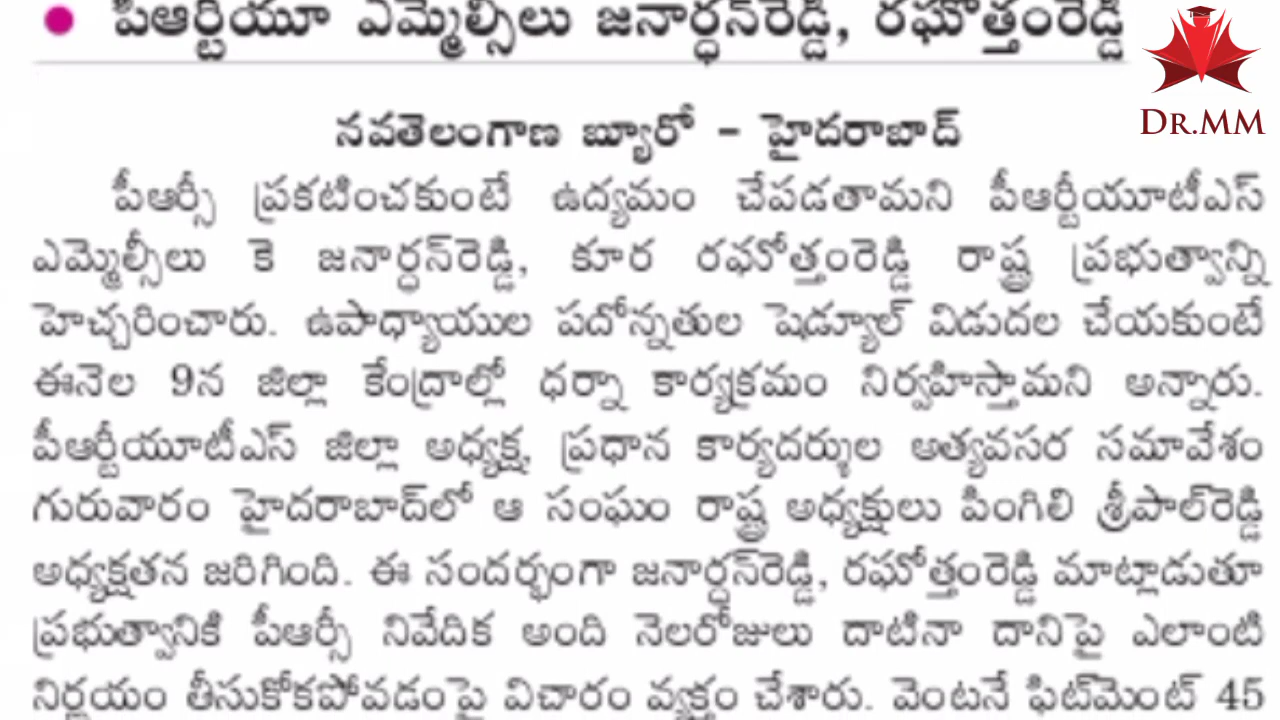 పీఆర్టీయూ ఎమ్మెల్సీలు జనార్ధన్‌రెడ్డి, రఘోత్తంరెడ్డి
DR.MM
నవతెలంగాణ బ్యూరో – హైదరాబాద్
పీఆర్సీ ప్రకటించకుంటే ఉద్యమం చేపడతామని పీఆర్టీయూటీఎస్
ఎమ్మెల్సీలు కె జనార్ధన్‌రెడ్డి, కూర రఘోత్తంరెడ్డి రాష్ట్ర ప్రభుత్వాన్ని
హెచ్చరించారు. ఉపాధ్యాయుల పదోన్నతుల షెడ్యూల్ విడుదల చేయకుంటే
ఈనెల 9న జిల్లా కేంద్రాల్లో ధర్నా కార్యక్రమం నిర్వహిస్తామని అన్నారు.
పీఆర్టీయూటీఎస్ జిల్లా అధ్యక్ష, ప్రధాన కార్యదర్శుల అత్యవసర సమావేశం
గురువారం హైదరాబాద్‌లో ఆ సంఘం రాష్ట్ర అధ్యక్షులు పింగిలి శ్రీపాల్‌రెడ్డి
అధ్యక్షతన జరిగింది. ఈ సందర్భంగా జనార్ధన్‌రెడ్డి, రఘోత్తంరెడ్డి మాట్లాడుతూ
ప్రభుత్వానికి పీఆర్సీ నివేదిక అంది నెలరోజులు దాటినా దానిపై ఎలాంటి
నిర్ణయం తీసుకోకపోవడంపై విచారం వ్యక్తం చేశారు. వెంటనే ఫిట్‌మెంట్ 45